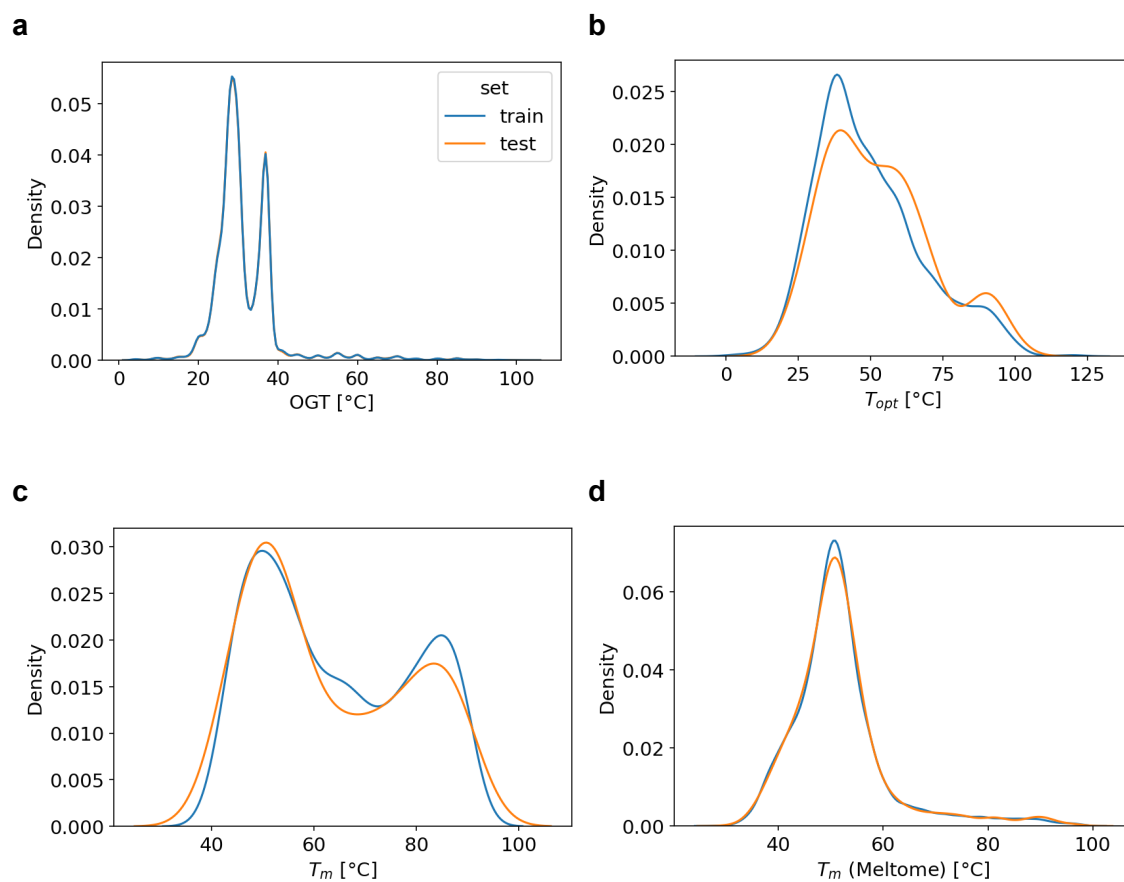 a
0.05
0.04
0.03
0.02
0.01
0.00
Density
0 20 40 60 80 100
OGT [°C]
set
train
test
b
0.025
0.020
0.015
0.010
0.005
0.000
Density
0 25 50 75 100 125
T_opt [°C]
c
0.030
0.025
0.020
0.015
0.010
0.005
0.000
Density
40 60 80 100
T_m [°C]
d
0.06
0.04
0.02
0.00
Density
40 60 80 100
T_m (Meltome) [°C]